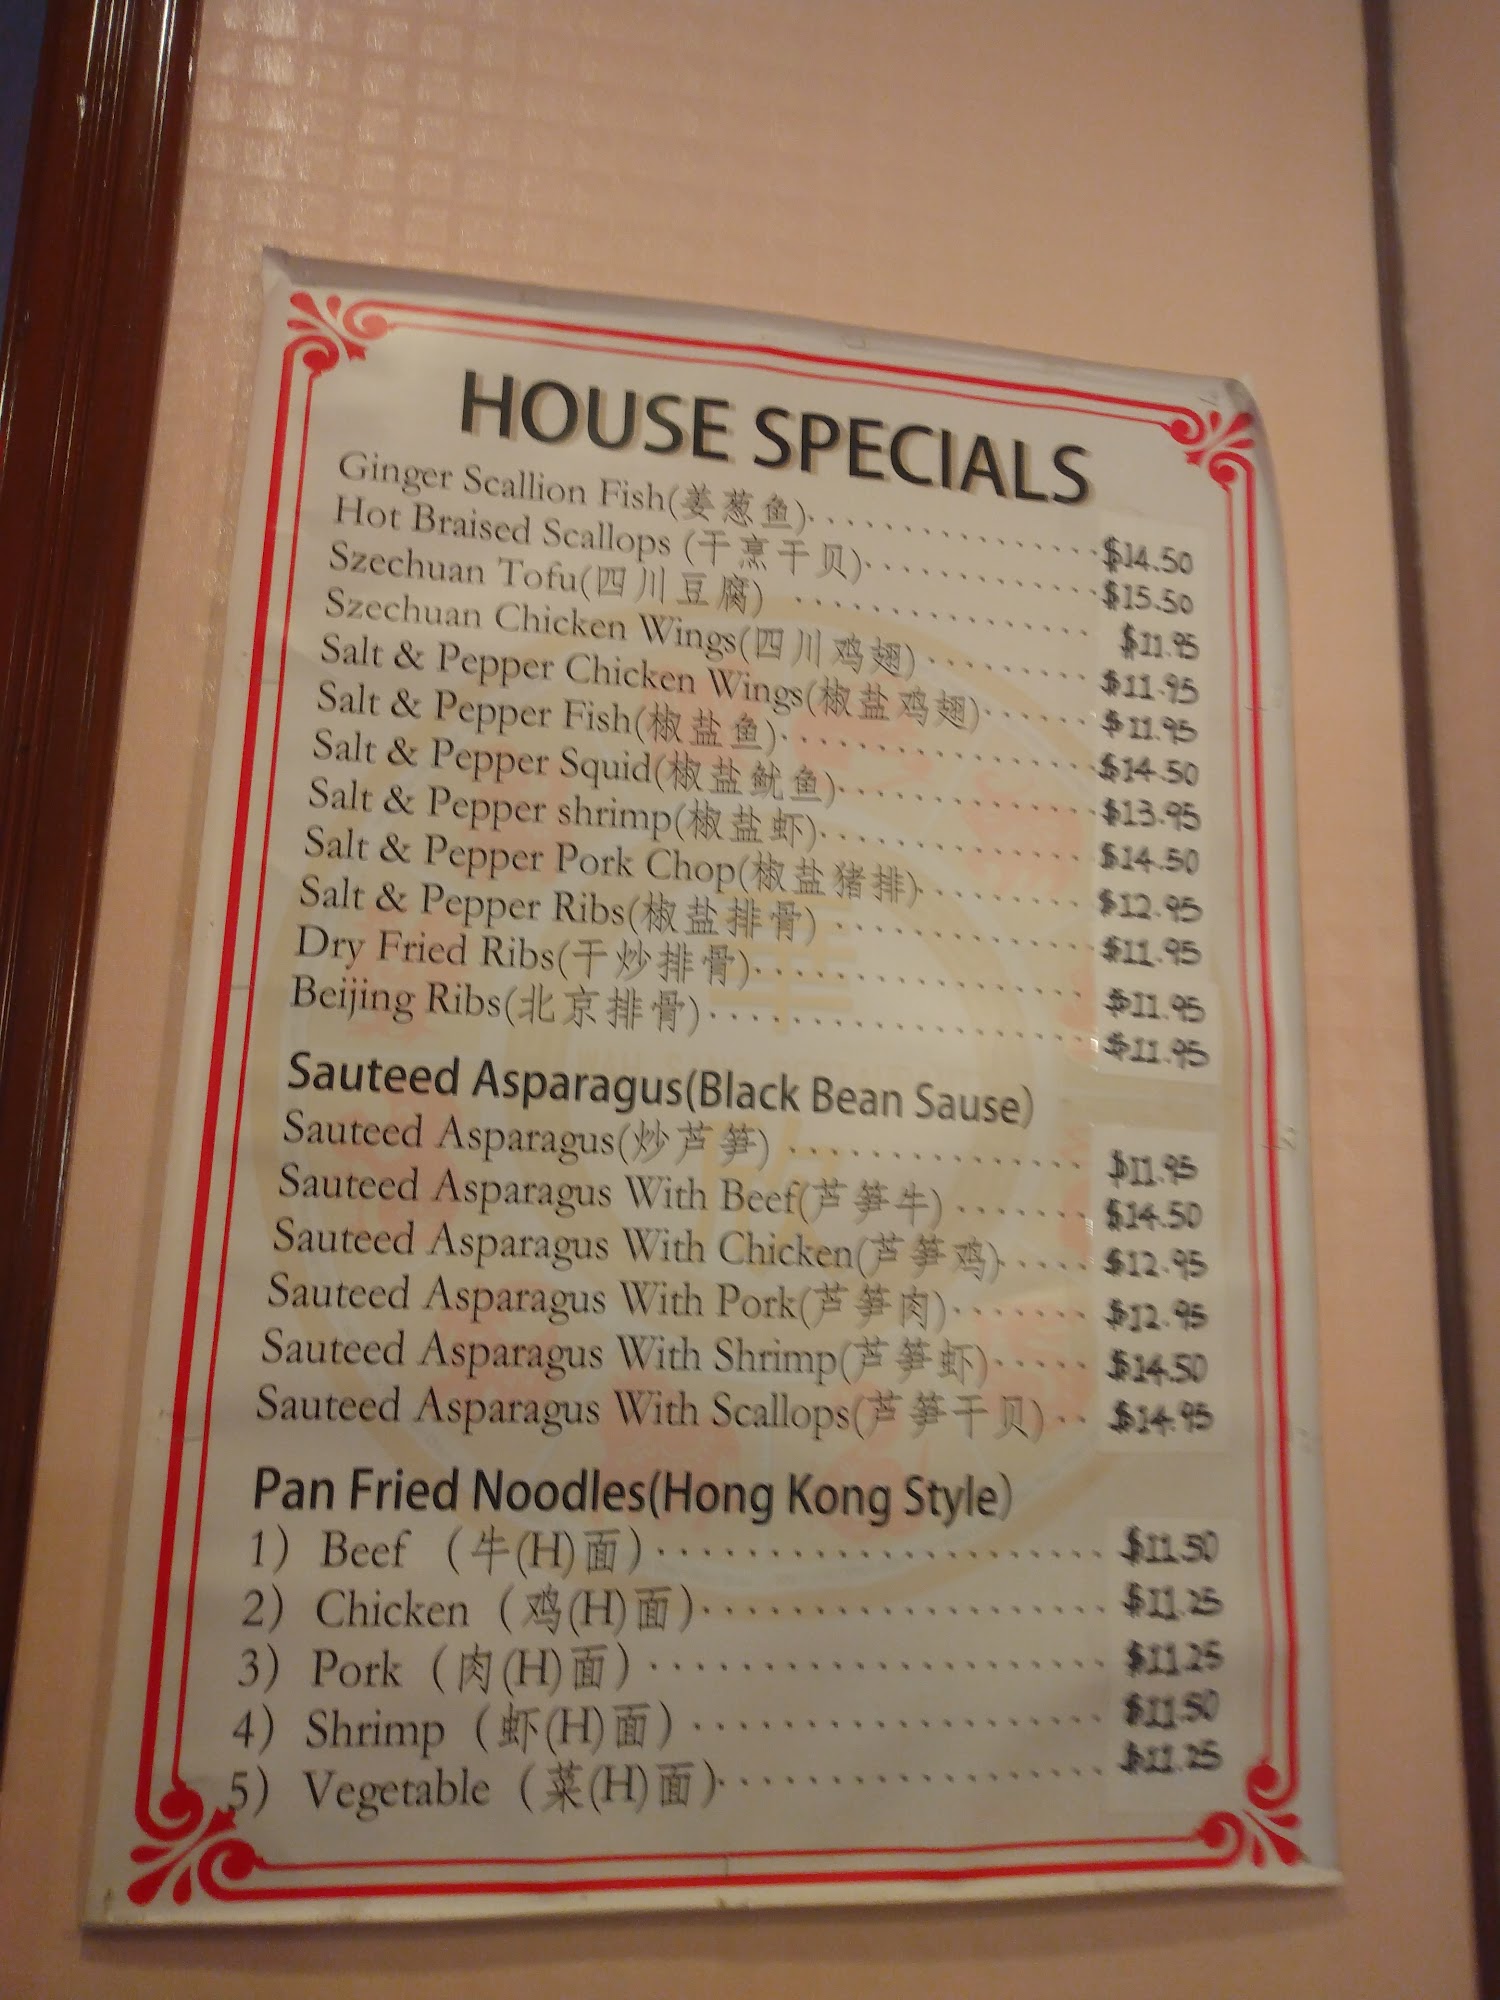 HOUSE SPECIALS
Ginger Scallion Fish(姜葱鱼)..............$14.50
Hot Braised Scallops (干烹干贝)............$15.50
Szechuan Tofu(四川豆腐) ...............$11.95
Szechuan Chicken Wings(四川鸡翅)..........$11.95
Salt & Pepper Chicken Wings(椒盐鸡翅)......$11.95
Salt & Pepper Fish(椒盐鱼)................$14.50
Salt & Pepper Squid(椒盐鱿鱼).............$13.95
Salt & Pepper shrimp(椒盐虾)..............$14.50
Salt & Pepper Pork Chop(椒盐猪排)........$12.95
Salt & Pepper Ribs(椒盐排骨) .............$11.95
Dry Fried Ribs(干炒排骨).................$11.95
Beijing Ribs(北京排骨)...................$11.95
Sauteed Asparagus(Black Bean Sause)
Sauteed Asparagus(炒芦笋) ..............$11.95
Sauteed Asparagus With Beef(芦笋牛).......$14.50
Sauteed Asparagus With Chicken(芦笋鸡).....$12.95
Sauteed Asparagus With Pork(芦笋肉).......$12.95
Sauteed Asparagus With Shrimp(芦笋虾).....$14.50
Sauteed Asparagus With Scallops(芦笋干贝)..$14.95
Pan Fried Noodles(Hong Kong Style)
1) Beef (牛(H)面)....................$11.50
2) Chicken (鸡(H)面)..................$11.25
3) Pork (肉(H)面)....................$11.25
4) Shrimp (虾(H)面)..................$11.50
5) Vegetable (菜(H)面)................$11.25